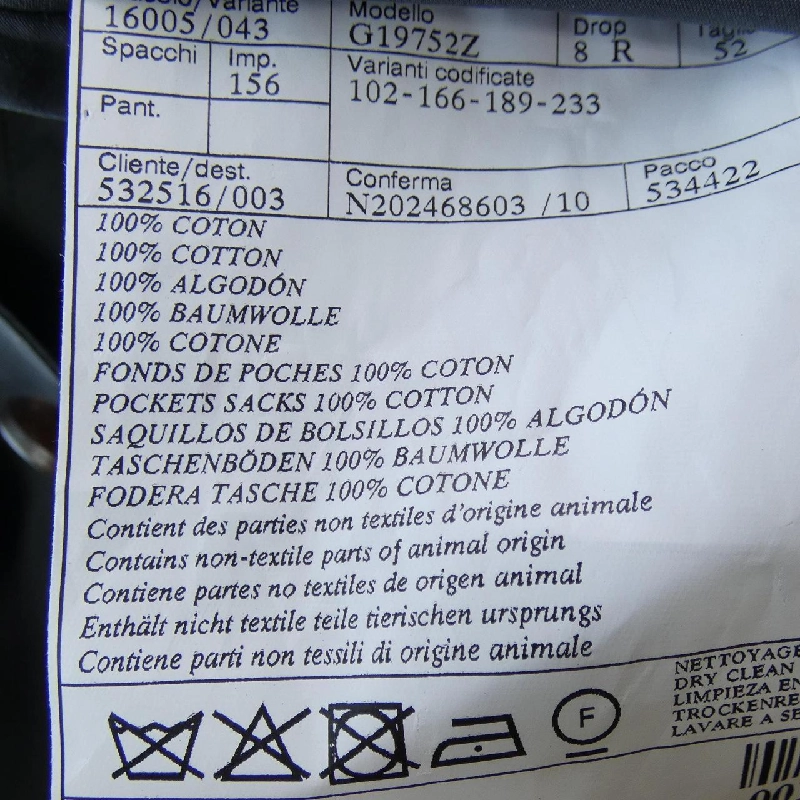 Variante
16005/043
Modello
G19752Z
Drop
8 R
Taglia
52
Spacchi
Imp.
156
Varianti codificate
102-166-189-233
Pant.
Cliente/dest.
532516/003
Conferma
N202468603 /10
Pacco
534422
100% COTON
100% COTTON
100% ALGODÓN
100% BAUMWOLLE
100% COTONE
FONDS DE POCHES 100% COTON
POCKETS SACKS 100% COTTON
SAQUILLOS DE BOLSILLOS 100% ALGODÓN
TASCHENBÖDEN 100% BAUMWOLLE
FODERA TASCHE 100% COTONE
Contient des parties non textiles d'origine animale
Contains non-textile parts of animal origin
Contiene partes no textiles de origen animal
Enthält nicht textile teile tierischen ursprungs
Contiene parti non tessili di origine animale
F
NETTOYAGE
DRY CLEAN
LIMPIEZA EN
TROCKENRE
LAVARE A SE